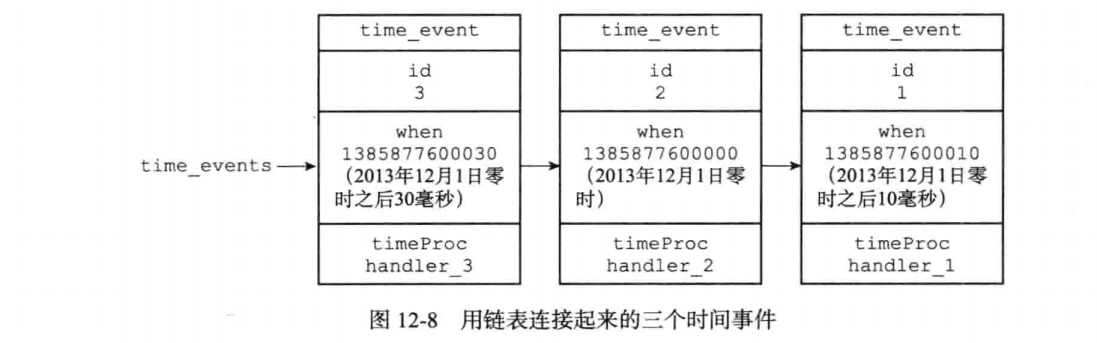 time_event
id
3
when
1385877600030
（2013年12月1日零
时之后30毫秒）
timeProc
handler_3
time_event
id
2
when
1385877600000
（2013年12月1日零
时）
timeProc
handler_2
time_event
id
1
when
1385877600010
（2013年12月1日零
时之后10毫秒）
timeProc
handler_1
time_events
图 12-8 用链表连接起来的三个时间事件